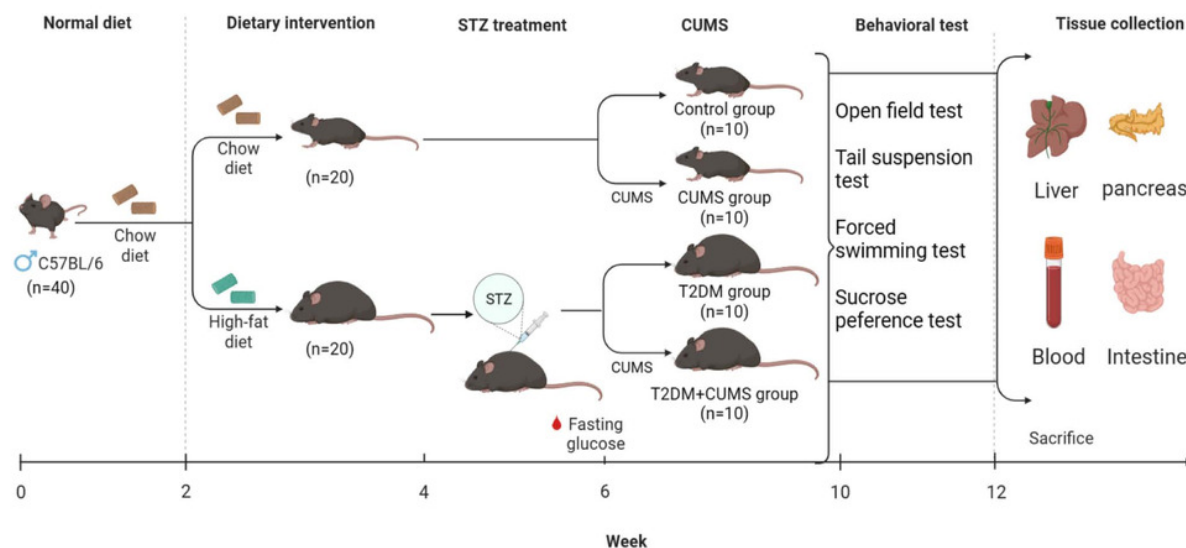 Normal diet
Dietary intervention
STZ treatment
CUMS
Behavioral test
Tissue collection
♂ C57BL/6
(n=40)
Chow
diet
Chow
diet
(n=20)
High-fat
diet
(n=20)
STZ
Fasting
glucose
Control group
(n=10)
CUMS
CUMS group
(n=10)
T2DM group
(n=10)
CUMS
T2DM+CUMS group
(n=10)
Open field test
Tail suspension
test
Forced
swimming test
Sucrose
peference test
Liver
pancreas
Blood
Intestine
Sacrifice
0
2
4
6
10
12
Week